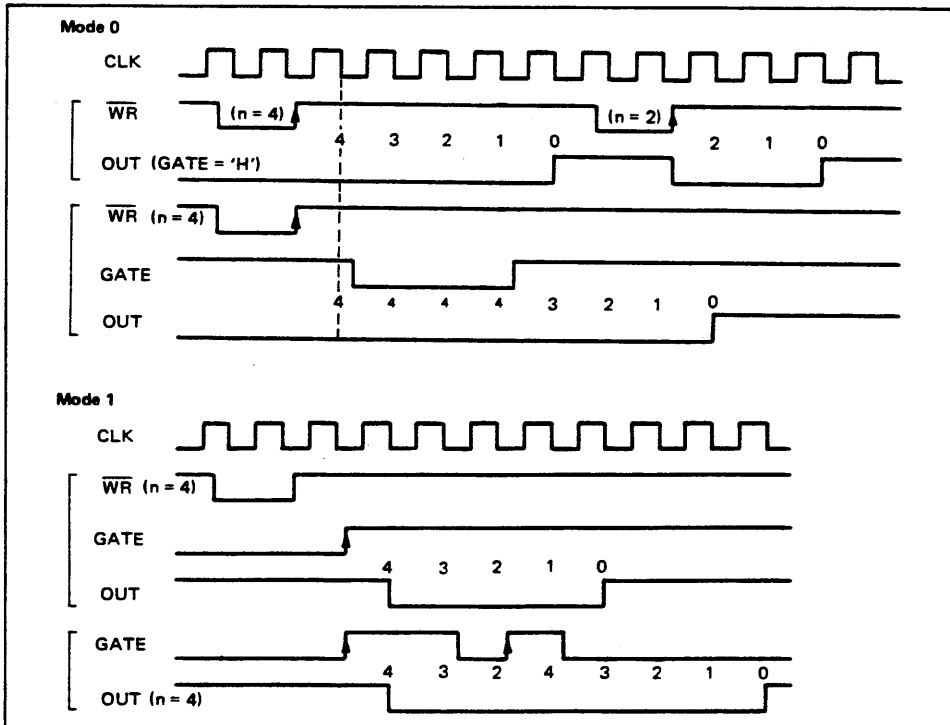 Mode 0
CLK
WR (n = 4) (n = 2)
4 3 2 1 0 2 1 0
OUT (GATE = 'H')
WR (n = 4)
GATE
4 4 4 4 3 2 1 0
OUT
Mode 1
CLK
WR (n = 4)
GATE
4 3 2 1 0
OUT
GATE
4 3 2 4 3 2 1 0
OUT (n = 4)